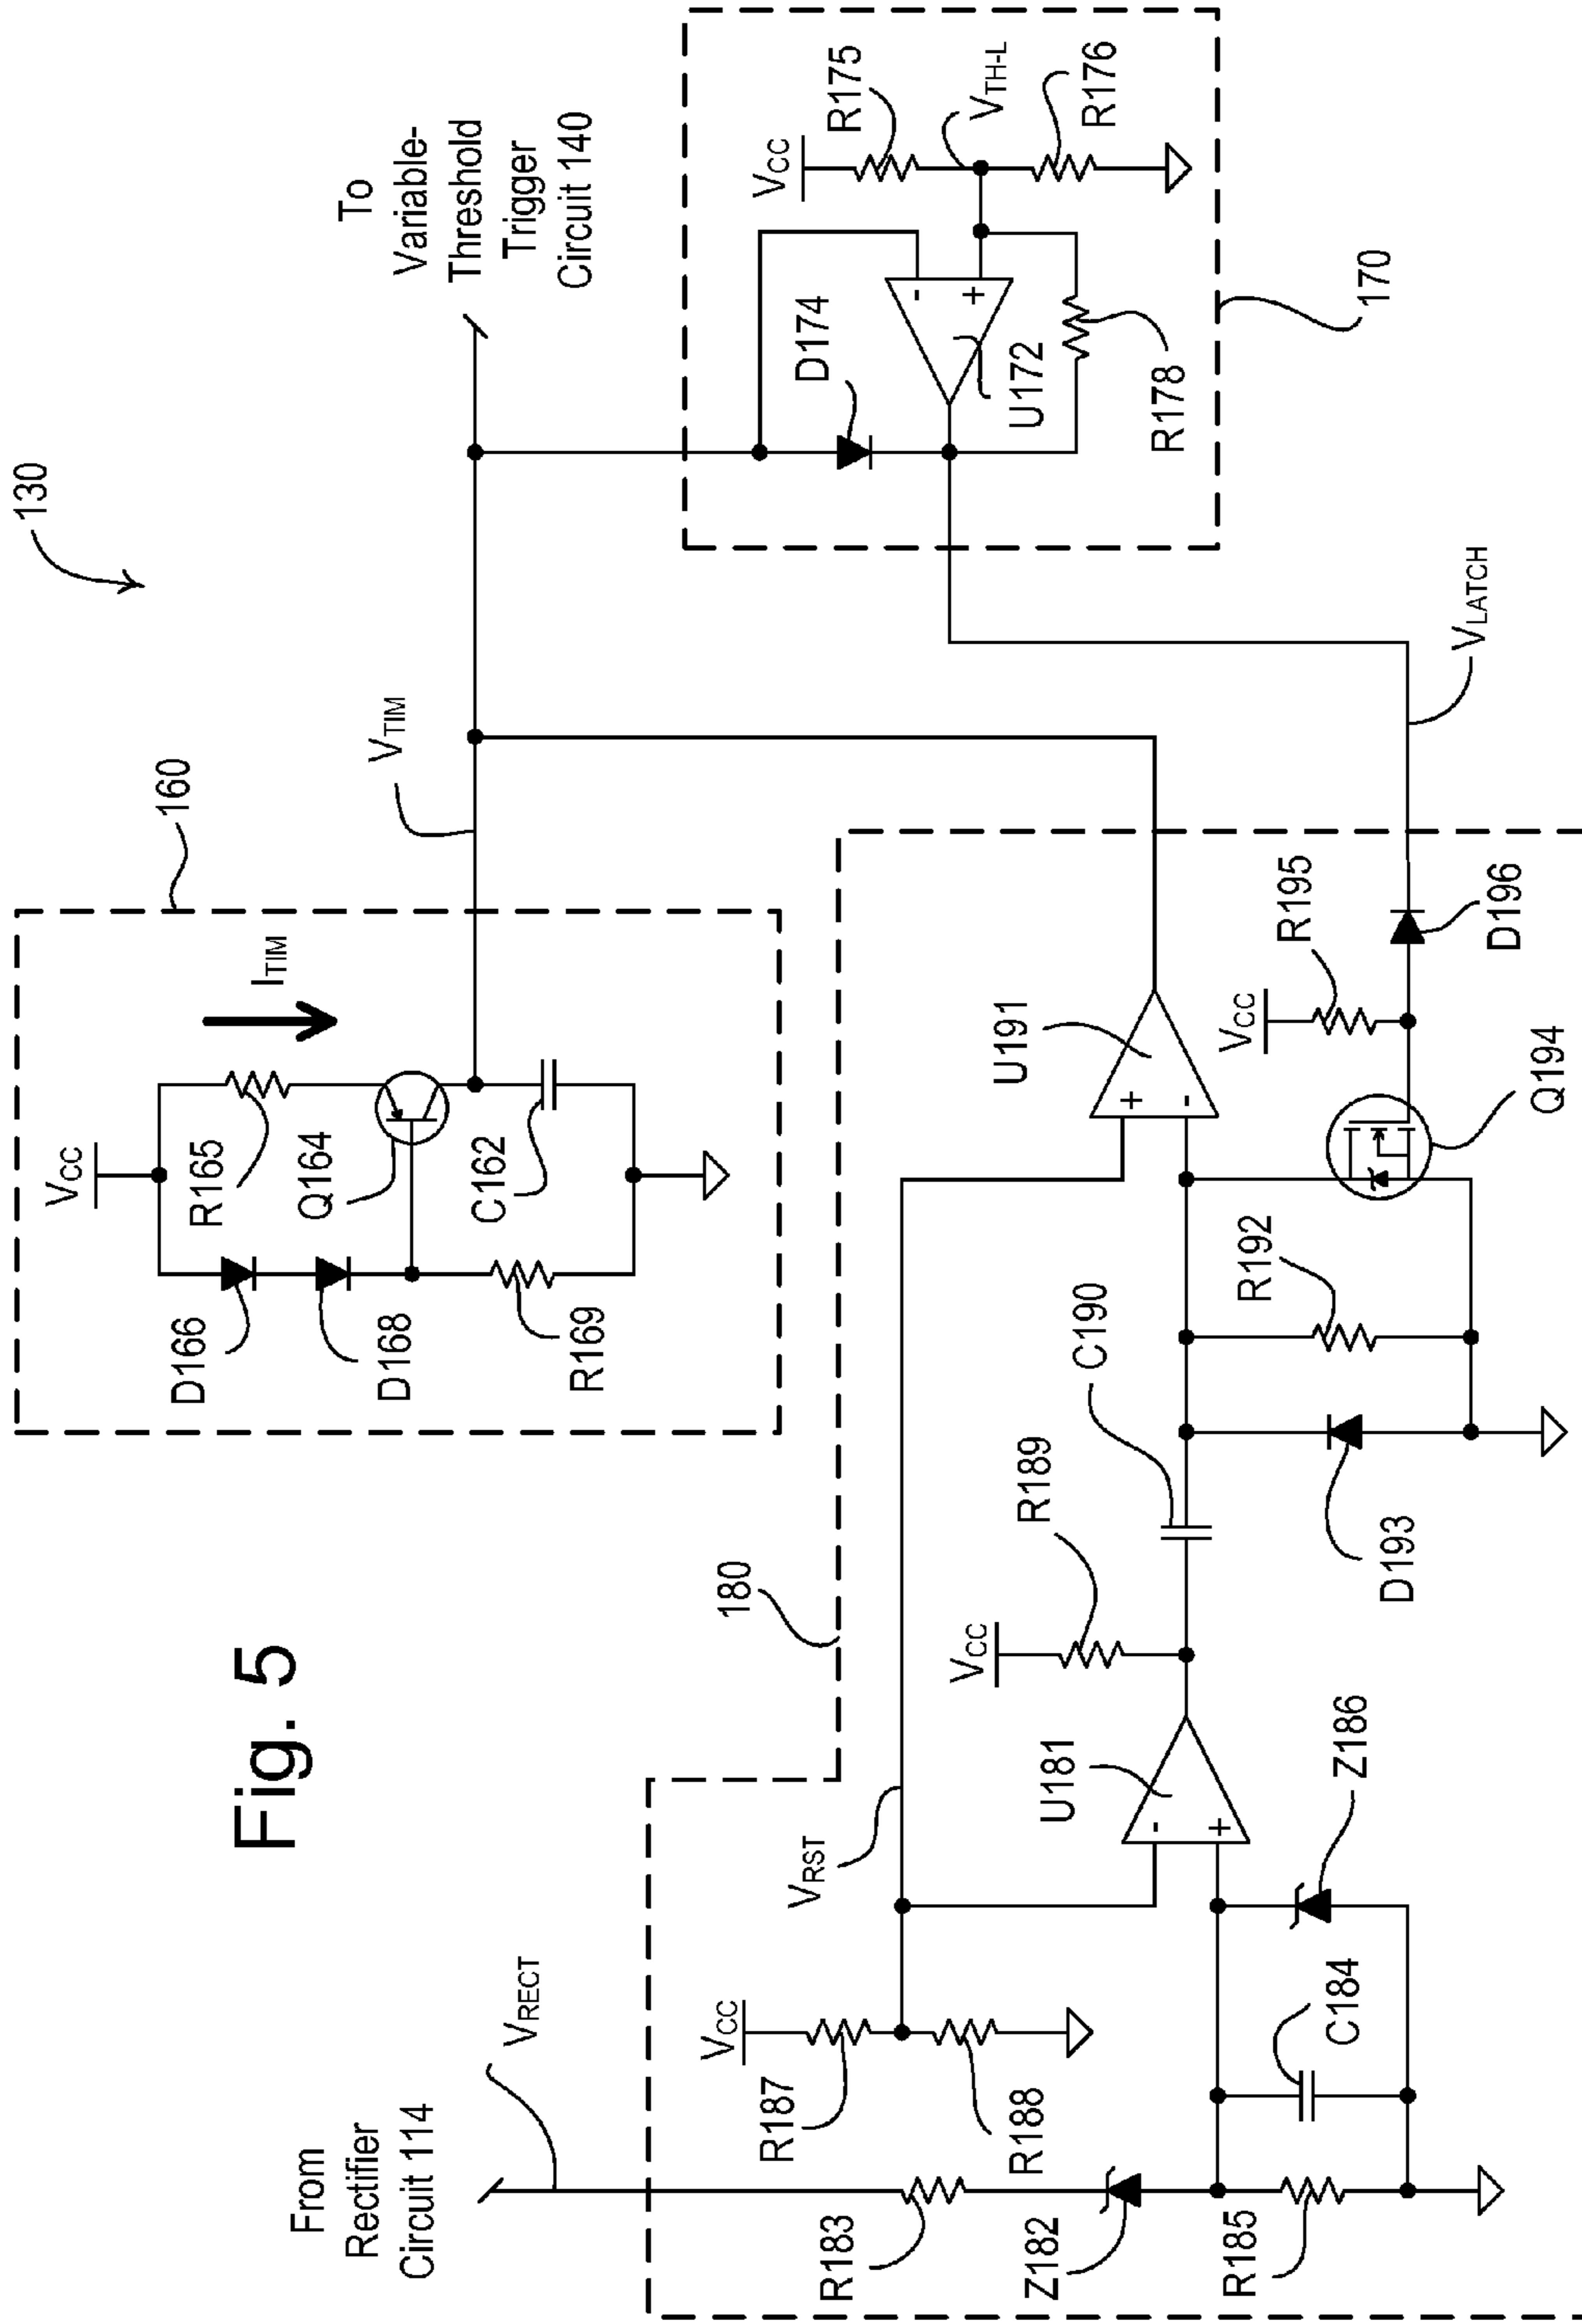 130
160
VCC
ITIM
R165
Q164
C162
D166
D168
R169
VTIM
To
Variable-
Threshold
Trigger
Circuit 140
VCC
R175
VTH-L
R176
D174
U172
R178
170
VLATCH
Fig. 5
From
Rectifier
Circuit 114
VRECT
180
VRST
VCC
R187
R188
R183
Z182
R185
C184
Z186
U181
VCC
R189
C190
D193
R192
U191
VCC
R195
D196
Q194
-
+
+
-
-
+